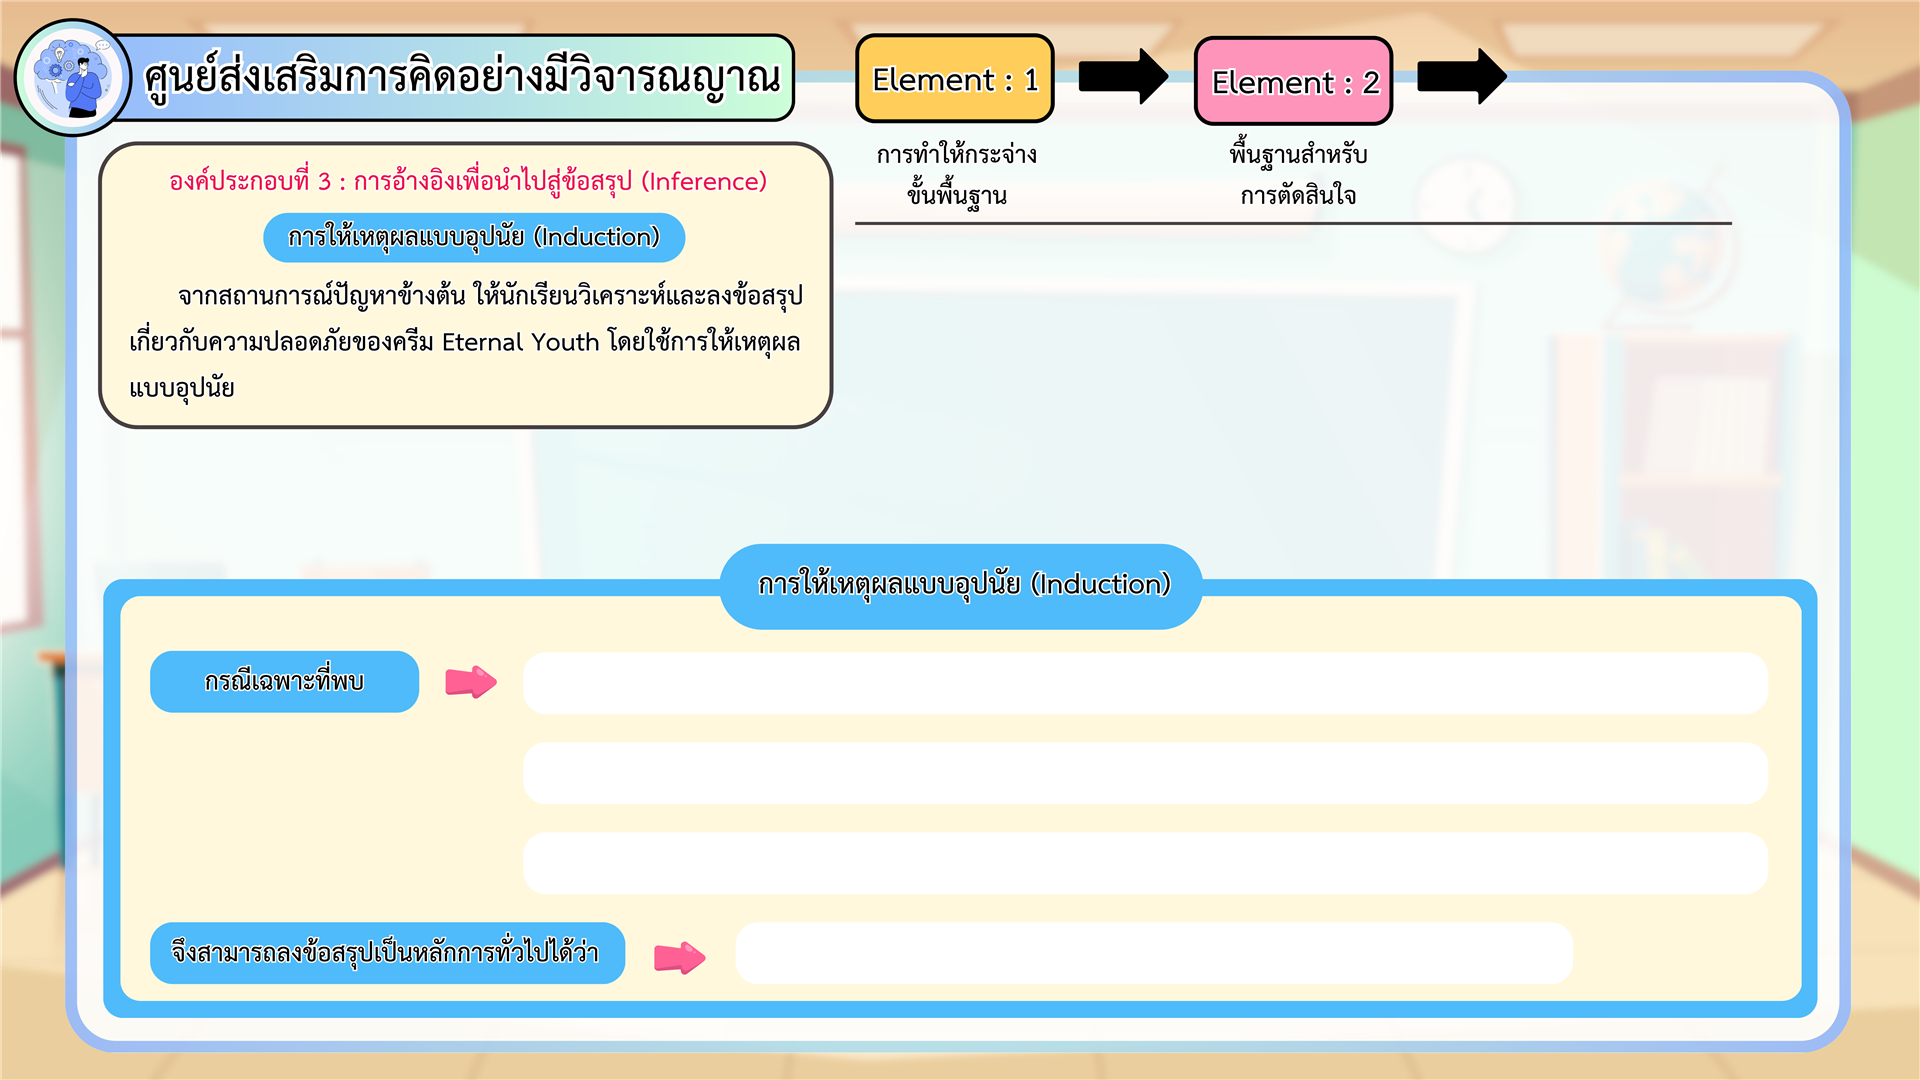 ศูนย์ส่งเสริมการคิดอย่างมีวิจารณญาณ
Element : 1
Element : 2
การทำให้กระจ่าง
ขั้นพื้นฐาน
พื้นฐานสำหรับ
การตัดสินใจ
องค์ประกอบที่ 3 : การอ้างอิงเพื่อนำไปสู่ข้อสรุป (Inference)
การให้เหตุผลแบบอุปนัย (Induction)
จากสถานการณ์ปัญหาข้างต้น ให้นักเรียนวิเคราะห์และลงข้อสรุป
เกี่ยวกับความปลอดภัยของครีม Eternal Youth โดยใช้การให้เหตุผล
แบบอุปนัย
การให้เหตุผลแบบอุปนัย (Induction)
กรณีเฉพาะที่พบ
จึงสามารถลงข้อสรุปเป็นหลักการทั่วไปได้ว่า